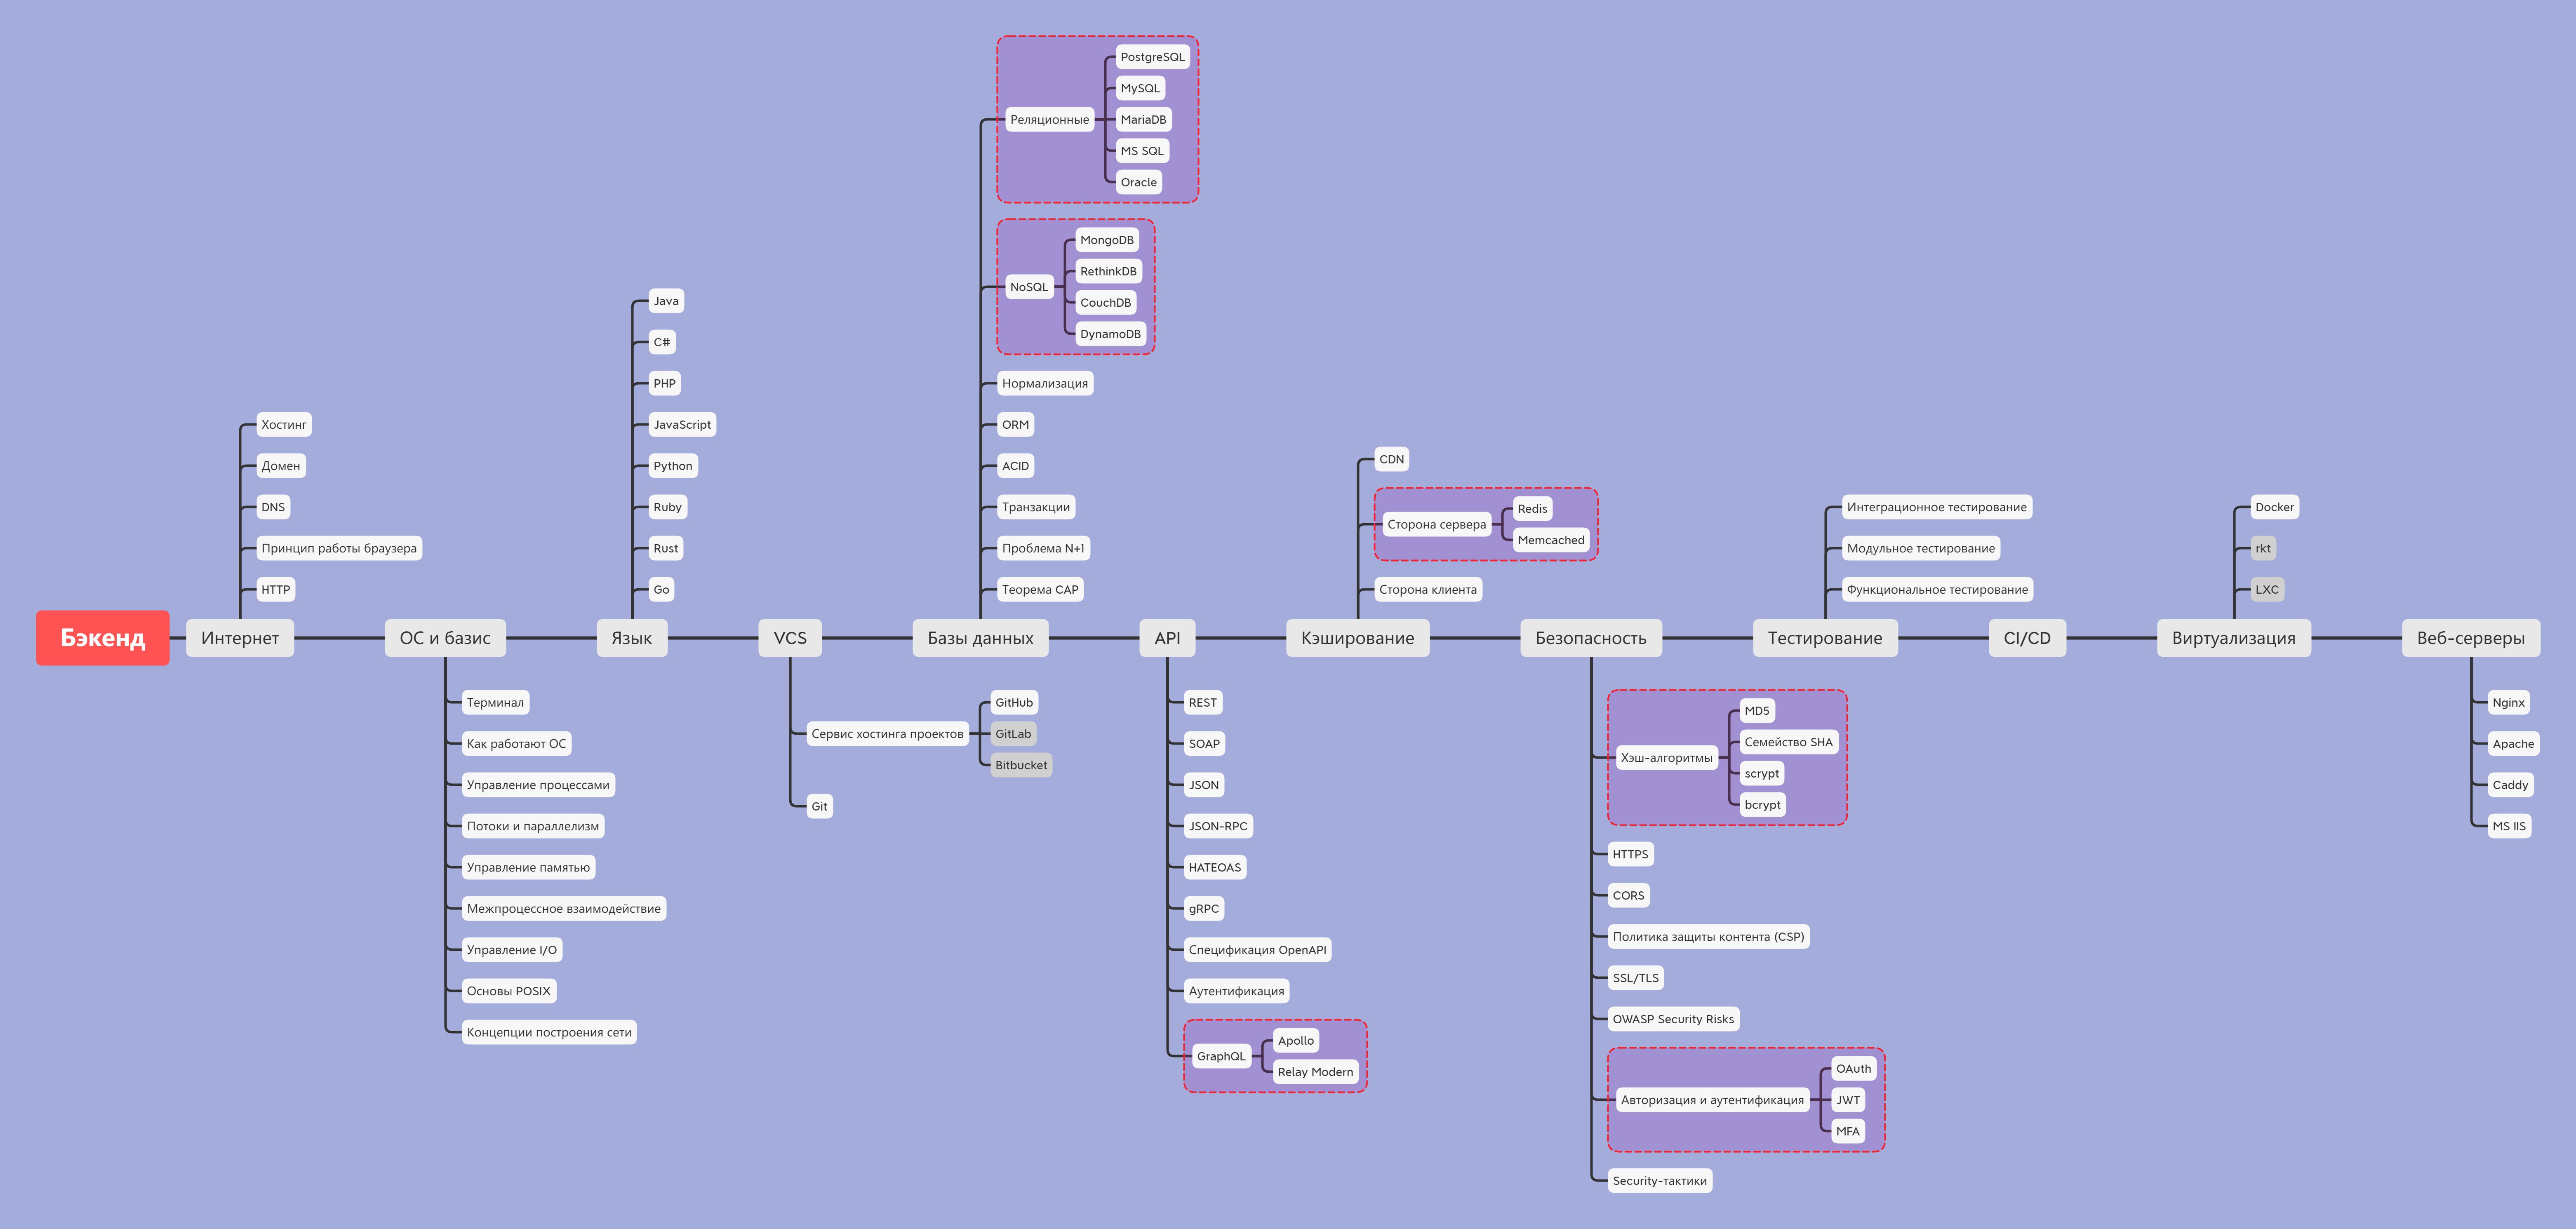 Бэкенд
Интернет
Хостинг
Домен
DNS
Принцип работы браузера
HTTP
ОС и базис
Терминал
Как работают ОС
Управление процессами
Потоки и параллелизм
Управление памятью
Межпроцессное взаимодействие
Управление I/O
Основы POSIX
Концепции построения сети
Язык
Java
C#
PHP
JavaScript
Python
Ruby
Rust
Go
VCS
Сервис хостинга проектов
GitHub
GitLab
Bitbucket
Git
Базы данных
Реляционные
PostgreSQL
MySQL
MariaDB
MS SQL
Oracle
NoSQL
MongoDB
RethinkDB
CouchDB
DynamoDB
Нормализация
ORM
ACID
Транзакции
Проблема N+1
Теорема CAP
API
REST
SOAP
JSON
JSON-RPC
HATEOAS
gRPC
Спецификация OpenAPI
Аутентификация
GraphQL
Apollo
Relay Modern
Кэширование
CDN
Сторона сервера
Redis
Memcached
Сторона клиента
Безопасность
Хэш-алгоритмы
MD5
Семейство SHA
scrypt
bcrypt
HTTPS
CORS
Политика защиты контента (CSP)
SSL/TLS
OWASP Security Risks
Авторизация и аутентификация
OAuth
JWT
MFA
Security-тактики
Тестирование
Интеграционное тестирование
Модульное тестирование
Функциональное тестирование
CI/CD
Виртуализация
Docker
rkt
LXC
Веб-серверы
Nginx
Apache
Caddy
MS IIS